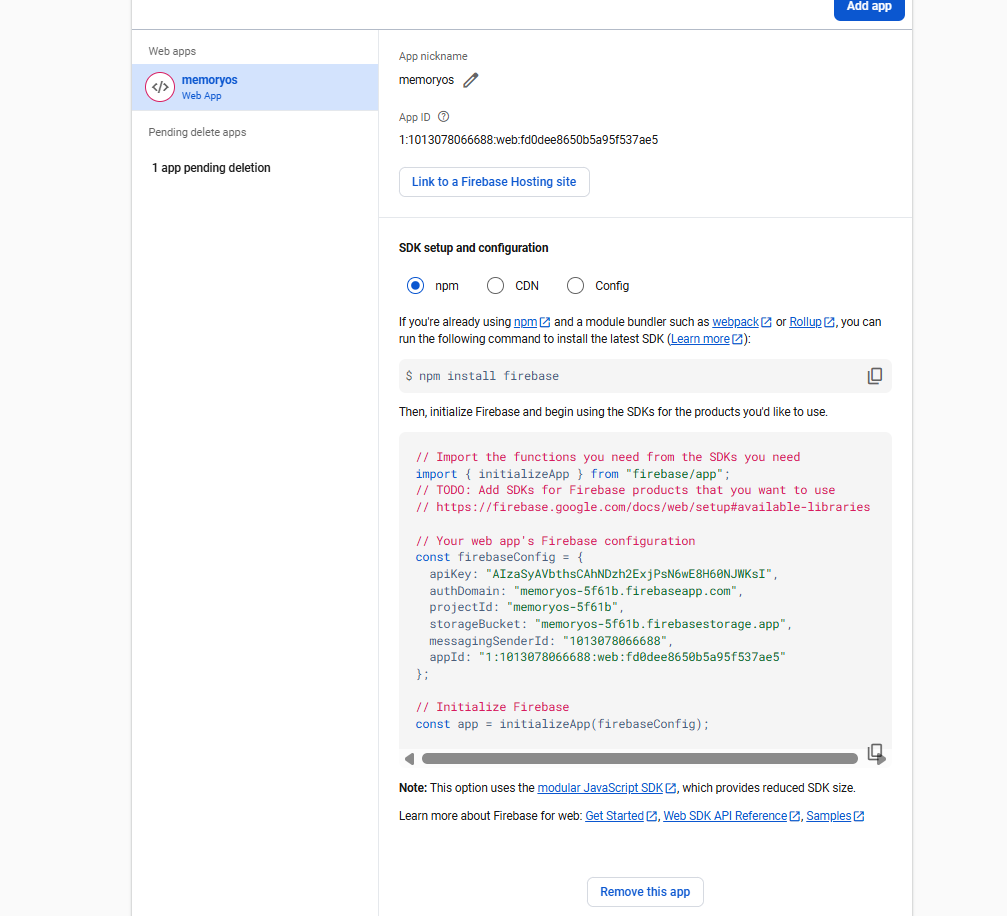 Add app
Web apps
memoryos
Web App
Pending delete apps
1 app pending deletion
App nickname
memoryos
App ID
1:1013078066688:web:fd0dee8650b5a95f537ae5
Link to a Firebase Hosting site
SDK setup and configuration
npm CDN Config
If you're already using npm and a module bundler such as webpack or Rollup, you can
run the following command to install the latest SDK (Learn more):
$ npm install firebase
Then, initialize Firebase and begin using the SDKs for the products you'd like to use.
// Import the functions you need from the SDKs you need
import { initializeApp } from "firebase/app";
// TODO: Add SDKs for Firebase products that you want to use
// https://firebase.google.com/docs/web/setup#available-libraries
// Your web app's Firebase configuration
const firebaseConfig = {
apiKey: "AIzaSyAVbthsCAhNDzh2ExjPsN6wE8H60NJWKsI",
authDomain: "memoryos-5f61b.firebaseapp.com",
projectId: "memoryos-5f61b",
storageBucket: "memoryos-5f61b.firebasestorage.app",
messagingSenderId: "1013078066688",
appId: "1:1013078066688:web:fd0dee8650b5a95f537ae5"
};
// Initialize Firebase
const app = initializeApp(firebaseConfig);
Note: This option uses the modular JavaScript SDK, which provides reduced SDK size.
Learn more about Firebase for web: Get Started, Web SDK API Reference, Samples
Remove this app